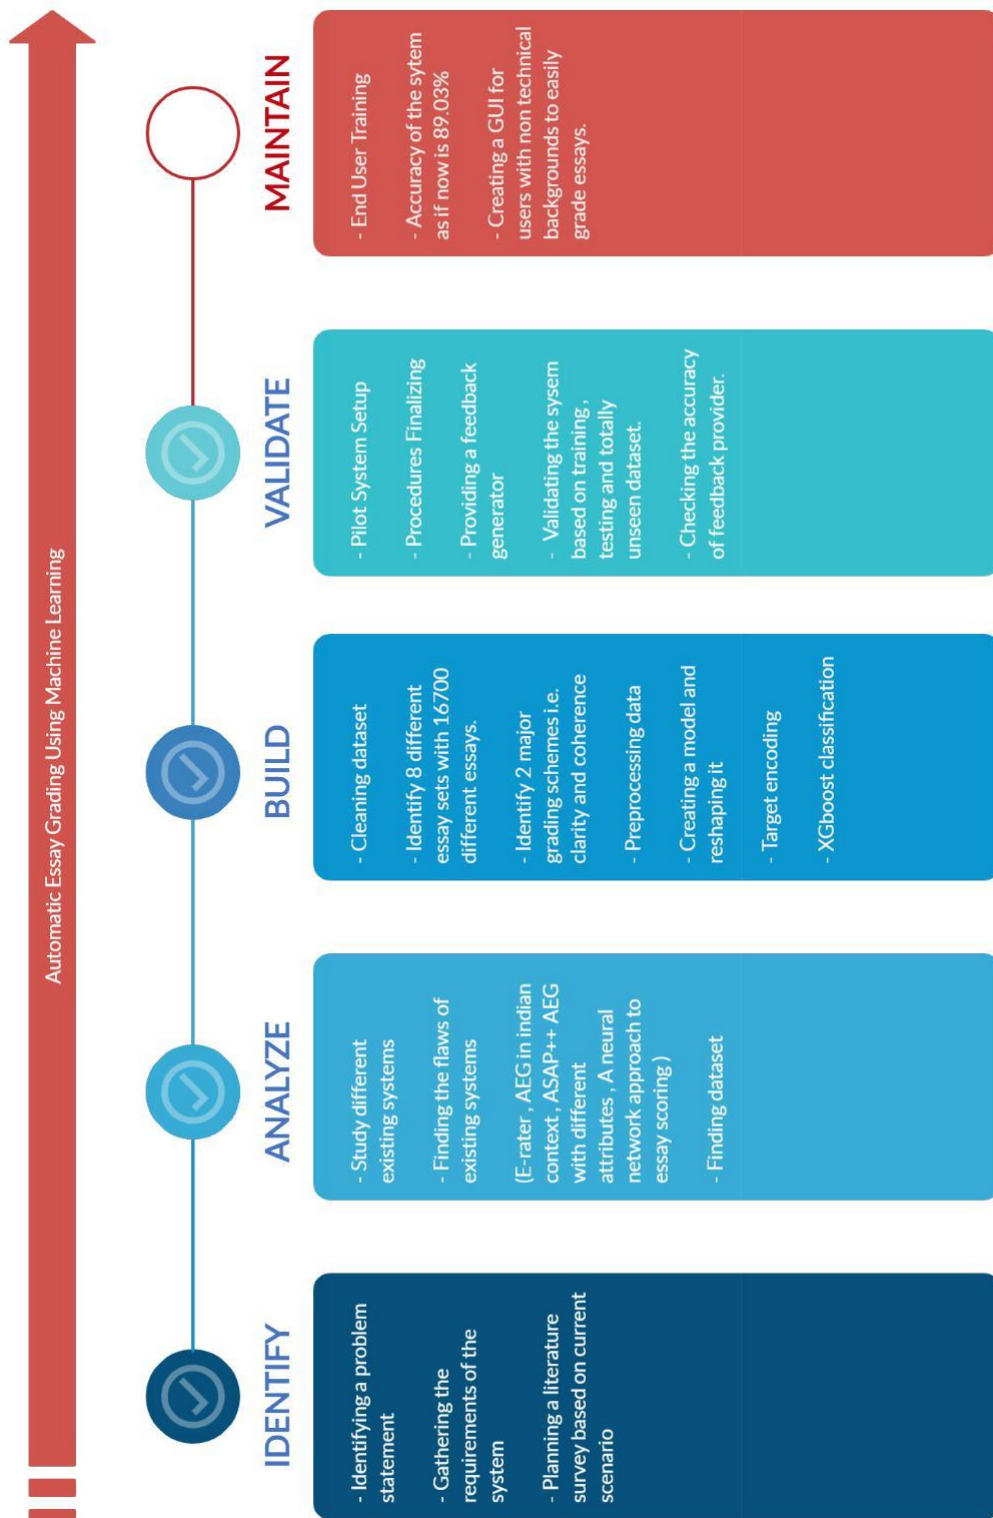 Automatic Essay Grading Using Machine Learning
IDENTIFY
- Identifying a problem
statement
- Gathering the
requirements of the
system
- Planning a literature
survey based on current
scenario
ANALYZE
- Study different
existing systems
- Finding the flaws of
existing systems
(E-rater , AEG in indian
context , ASAP++ AEG
with different
attributes , A neural
network approach to
essay scoring )
- Finding dataset
BUILD
- Cleaning dataset
- Identify 8 different
essay sets with 16700
different essays.
- Identify 2 major
grading schemes i.e.
clarity and coherence
- Preprocessing data
- Creating a model and
reshaping it
- Target encoding
- XGboost classification
VALIDATE
- Pilot System Setup
- Procedures Finalizing
- Providing a feedback
generator
- Validating the sysem
based on training ,
testing and totally
unseen dataset.
- Checking the accuracy
of feedback provider.
MAINTAIN
- End User Training
- Accuracy of the sytem
as if now is 89.03%
- Creating a GUI for
users with non technical
backgrounds to easily
grade essays.